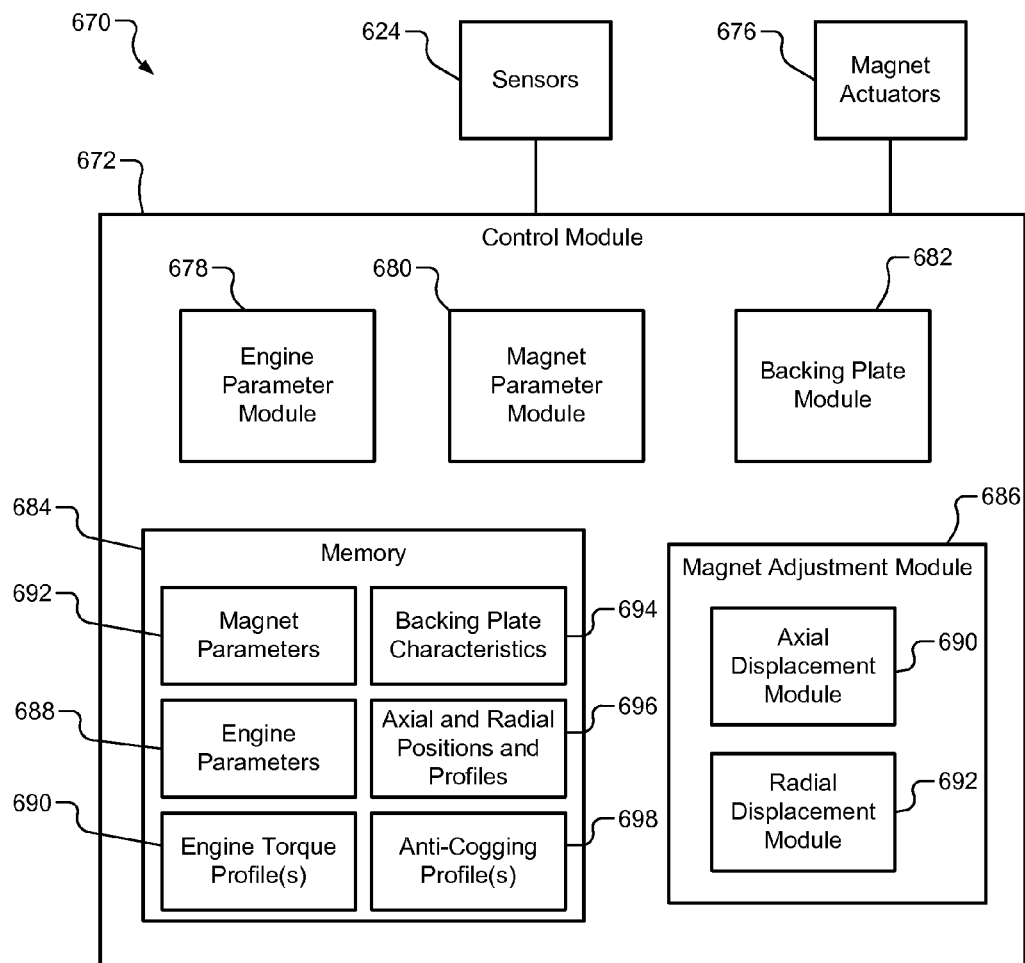 670
624
676
Sensors
Magnet
Actuators
672
Control Module
678
680
682
Engine
Parameter
Module
Magnet
Parameter
Module
Backing Plate
Module
684
686
Memory
Magnet Adjustment Module
692
Magnet
Parameters
Backing Plate
Characteristics
694
Axial
Displacement
Module
690
688
Engine
Parameters
Axial and Radial
Positions and
Profiles
696
690
Engine Torque
Profile(s)
Anti-Cogging
Profile(s)
698
Radial
Displacement
Module
692